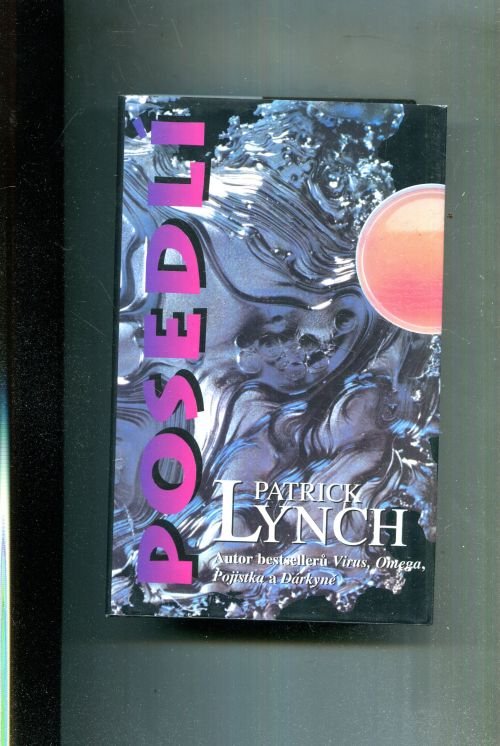 POSEDLÍ
PATRICK
LYNCH
Autor bestsellerů Virus, Omega,
Pojistka a Dárkyně